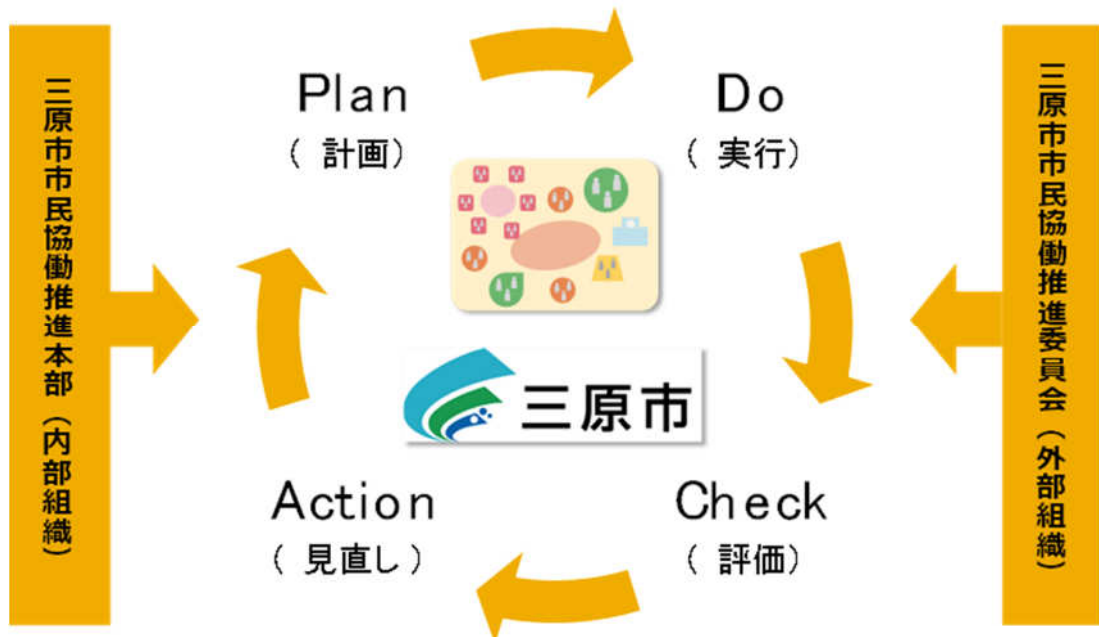 三原市市民協働推進本部（内部組織）
Plan
（ 計画）
Do
（ 実行）
三原市
Action
（ 見直し ）
Check
（ 評価）
三原市市民協働推進委員会（外部組織）